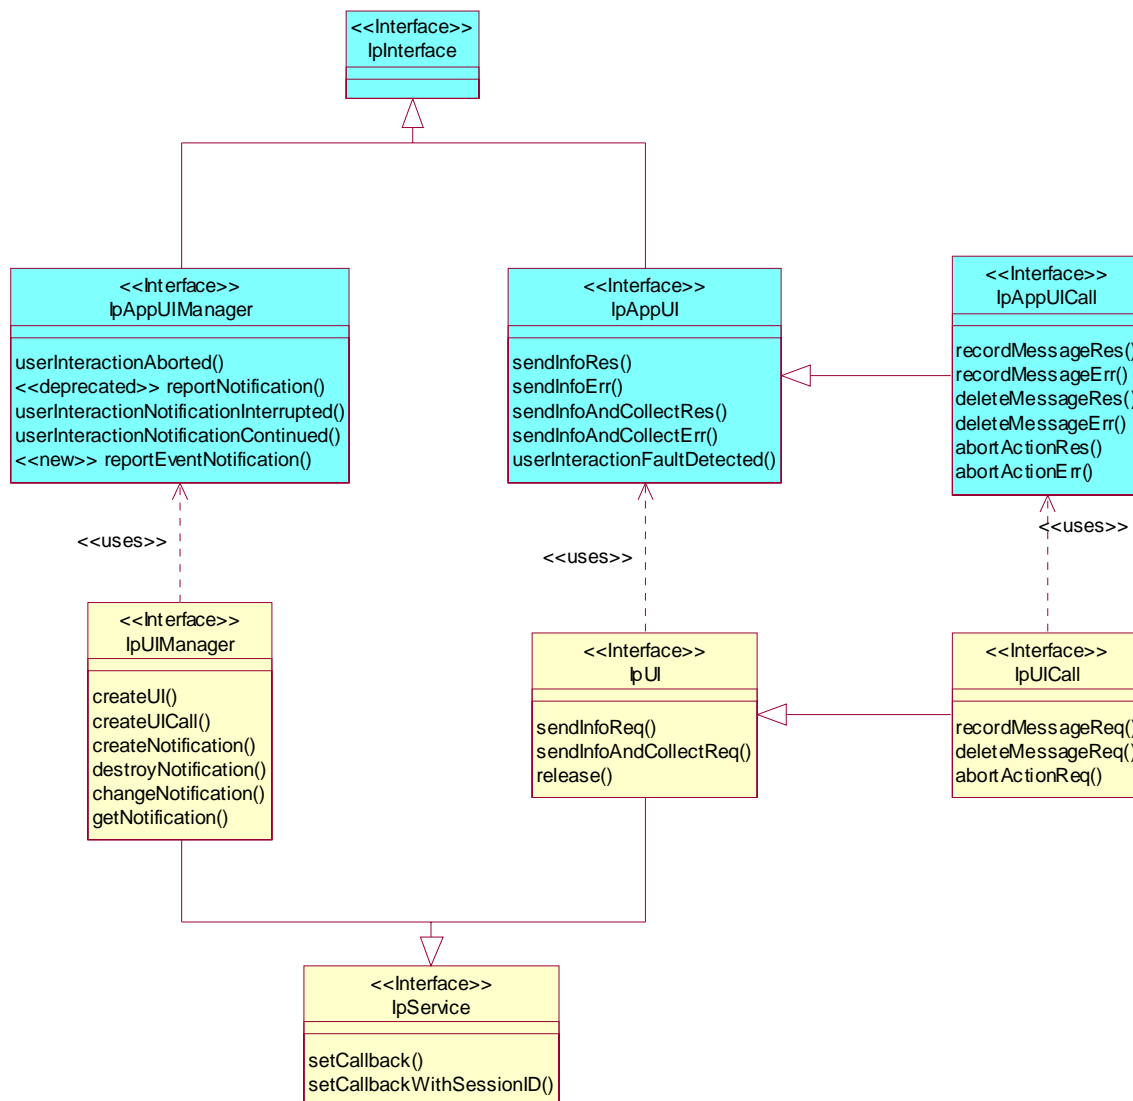 <<Interface>>
IpInterface
<<Interface>>
IpAppUIManager
userInteractionAborted()
<<deprecated>> reportNotification()
userInteractionNotificationInterrupted()
userInteractionNotificationContinued()
<<new>> reportEventNotification()
<<Interface>>
IpAppUI
sendInfoRes()
sendInfoErr()
sendInfoAndCollectRes()
sendInfoAndCollectErr()
userInteractionFaultDetected()
<<Interface>>
IpAppUICall
recordMessageRes()
recordMessageErr()
deleteMessageRes()
deleteMessageErr()
abortActionRes()
abortActionErr()
<<uses>>
<<uses>>
<<uses>>
<<Interface>>
IpUIManager
createUI()
createUICall()
createNotification()
destroyNotification()
changeNotification()
getNotification()
<<Interface>>
IpUI
sendInfoReq()
sendInfoAndCollectReq()
release()
<<Interface>>
IpUICall
recordMessageReq()
deleteMessageReq()
abortActionReq()
<<Interface>>
IpService
setCallback()
setCallbackWithSessionID()